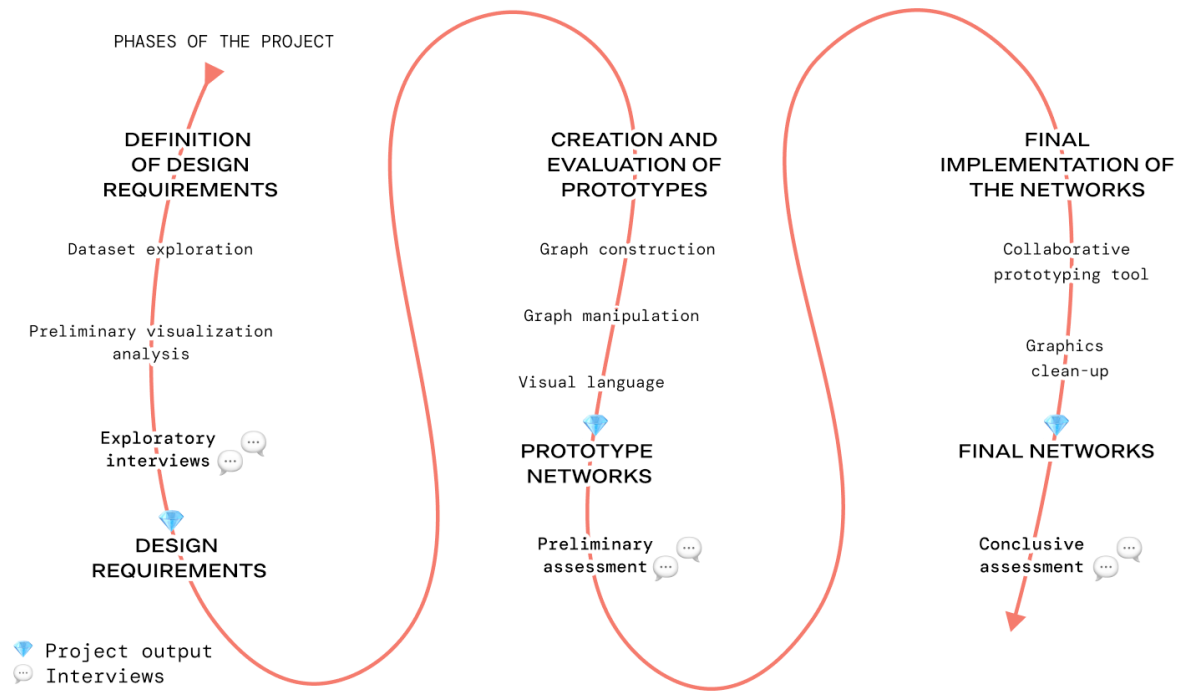 PHASES OF THE PROJECT
DEFINITION
OF DESIGN
REQUIREMENTS
Dataset exploration
Preliminary visualization
analysis
Exploratory
interviews
DESIGN
REQUIREMENTS
CREATION AND
EVALUATION OF
PROTOTYPES
Graph construction
Graph manipulation
Visual language
PROTOTYPE
NETWORKS
Preliminary
assessment
FINAL
IMPLEMENTATION OF
THE NETWORKS
Collaborative
prototyping tool
Graphics
clean-up
FINAL NETWORKS
Conclusive
assessment
Project output
Interviews